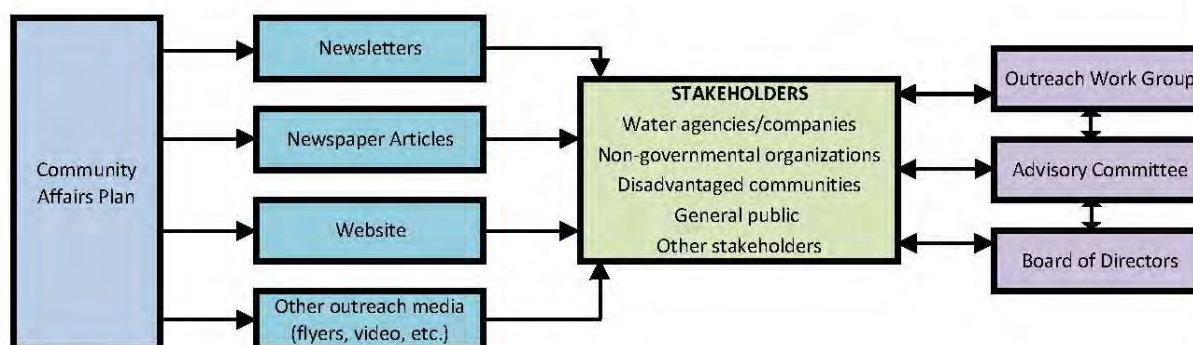 Community
Affairs Plan
Newsletters
Newspaper Articles
Website
Other outreach media
(flyers, video, etc.)
STAKEHOLDERS
Water agencies/companies
Non-governmental organizations
Disadvantaged communities
General public
Other stakeholders
Outreach Work Group
Advisory Committee
Board of Directors